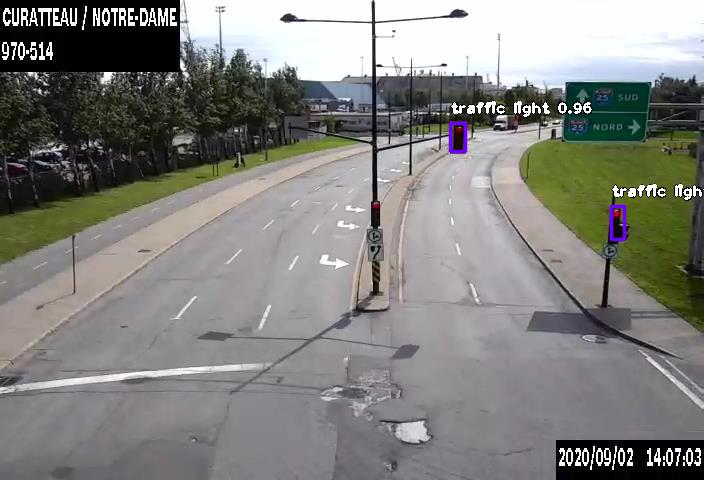 CURATTEAU / NOTRE-DAME
970-514
traffic light 0.96
25 SUD
25 NORD
traffic ligh
2020/09/02 14:07:03